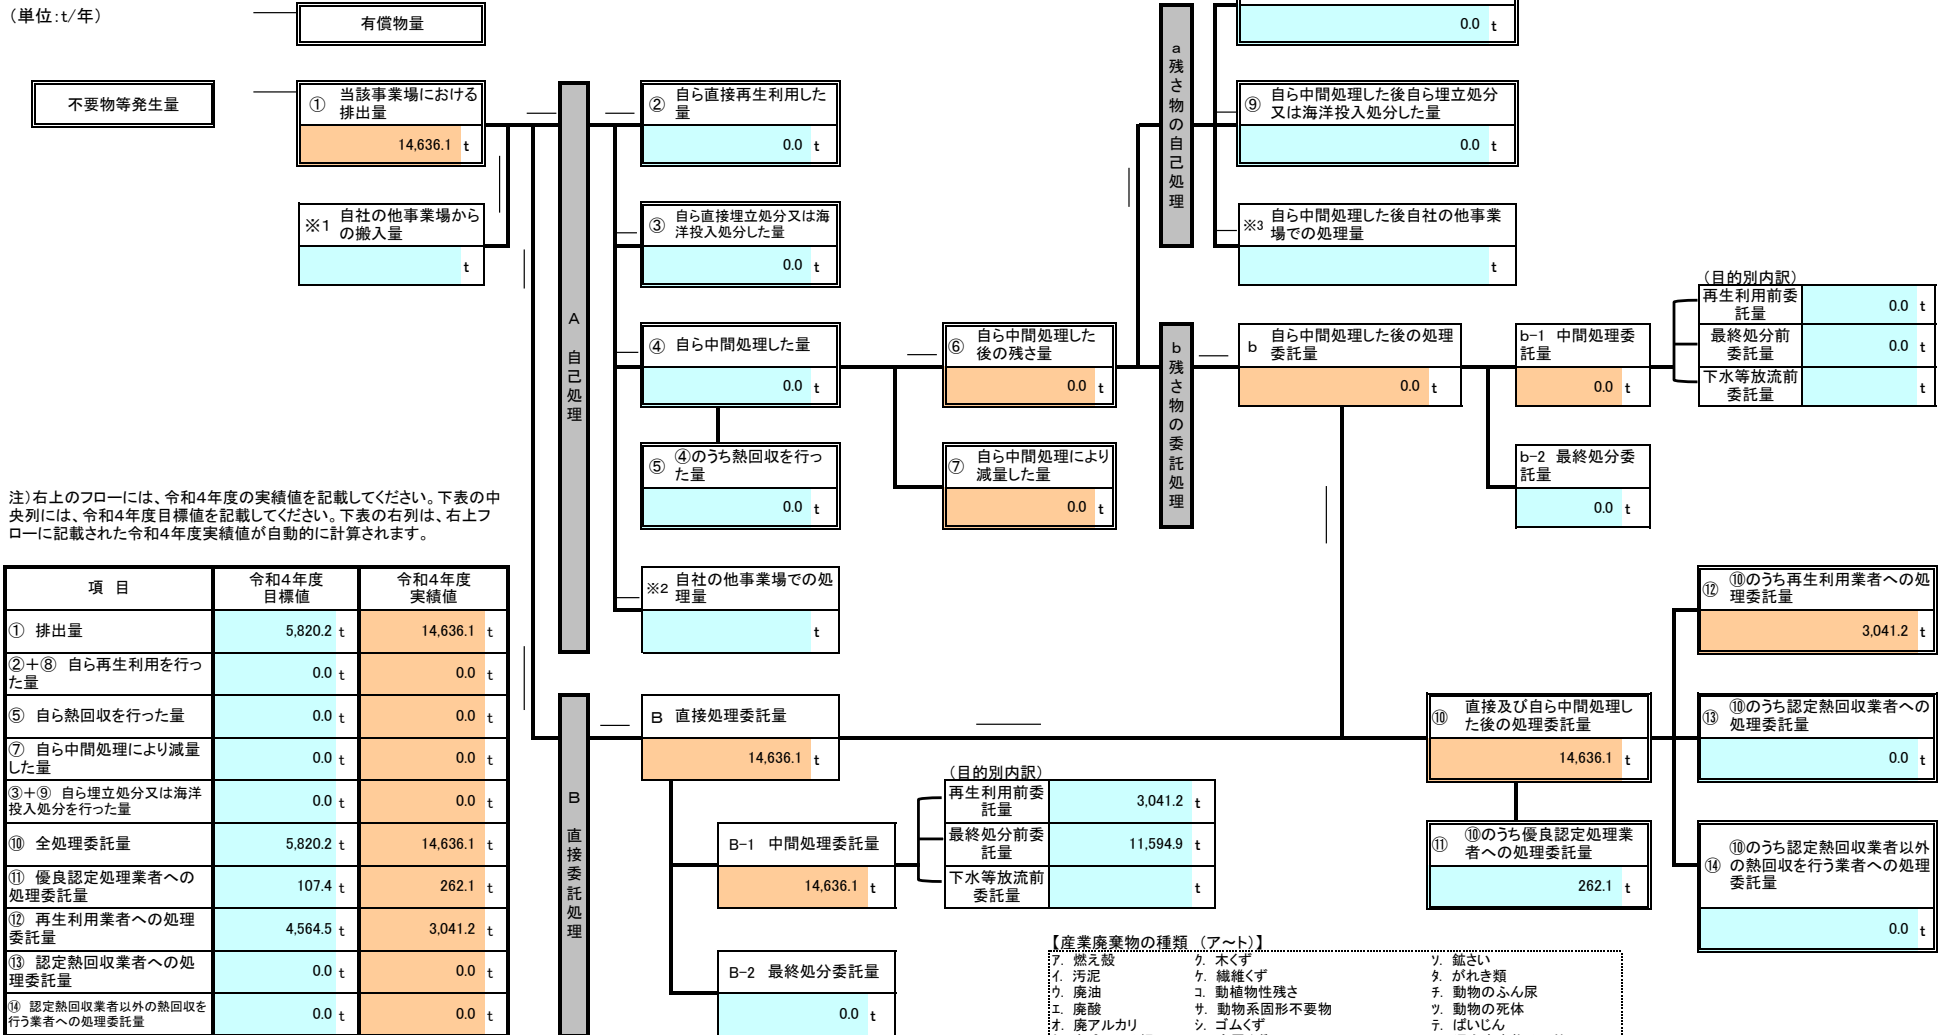 (単位:t/年)
有償物量
0.0 t
不要物等発生量
① 当該事業場における
排出量
14,636.1 t
② 自ら直接再生利用した
量
0.0 t
a 残さ物の自己処理
⑨ 自ら中間処理した後自ら埋立処分
又は海洋投入処分した量
0.0 t
※1 自社の他事業場から
の搬入量
t
③ 自ら直接埋立処分又は海
洋投入処分した量
0.0 t
※3 自ら中間処理した後自社の他事業
場での処理量
t
A 自己処理
④ 自ら中間処理した量
0.0 t
⑥ 自ら中間処理した
後の残さ量
0.0 t
b 残さ物の委託処理
b 自ら中間処理した後の処理
委託量
0.0 t
b-1 中間処理委
託量
0.0 t
(目的別内訳)
再生利用前委
託量
0.0 t
最終処分前
委託量
0.0 t
下水等放流前
委託量
t
⑤ ④のうち熱回収を行っ
た量
0.0 t
⑦ 自ら中間処理により
減量した量
0.0 t
b-2 最終処分委
託量
0.0 t
注)右上のフローには、令和4年度の実績値を記載してください。下表の中
央列には、令和4年度目標値を記載してください。下表の右列は、右上フ
ローに記載された令和4年度実績値が自動的に計算されます。
※2 自社の他事業場での処
理量
t
項 目
令和4年度
目標値
令和4年度
実績値
① 排出量 5,820.2 t 14,636.1 t
②+⑧ 自ら再生利用を行っ
た量 0.0 t 0.0 t
⑤ 自ら熱回収を行った量 0.0 t 0.0 t
⑦ 自ら中間処理により減量
した量 0.0 t 0.0 t
③+⑨ 自ら埋立処分又は海洋
投入処分を行った量 0.0 t 0.0 t
⑩ 全処理委託量 5,820.2 t 14,636.1 t
⑪ 優良認定処理業者への
処理委託量 107.4 t 262.1 t
⑫ 再生利用業者への処理
委託量 4,564.5 t 3,041.2 t
⑬ 認定熱回収業者への処
理委託量 0.0 t 0.0 t
⑭ 認定熱回収業者以外の熱回収を
行う業者への処理委託量 0.0 t 0.0 t
B 直接委託処理
B 直接処理委託量
14,636.1 t
B-1 中間処理委託量
14,636.1 t
(目的別内訳)
再生利用前委
託量
3,041.2 t
最終処分前委
託量
11,594.9 t
下水等放流前
委託量
t
B-2 最終処分委託量
0.0 t
⑩ 直接及び自ら中間処理し
た後の処理委託量
14,636.1 t
⑪ ⑩のうち優良認定処理業
者への処理委託量
262.1 t
⑫ ⑩のうち再生利用業者への処
理委託量
3,041.2 t
⑬ ⑩のうち認定熱回収業者への
処理委託量
0.0 t
⑭ ⑩のうち認定熱回収業者以外
の熱回収を行う業者への処理
委託量
0.0 t
【産業廃棄物の種類 (ア~ト)】
ア. 燃え殻 ク. 木くず ソ. 鉱さい
イ. 汚泥 ケ. 繊維くず タ. がれき類
ウ. 廃油 コ. 動植物性残さ チ. 動物のふん尿
エ. 廃酸 サ. 動物系固形不要物 ツ. 動物の死体
オ. 廃アルカリ シ. ゴムくず テ. ばいじん